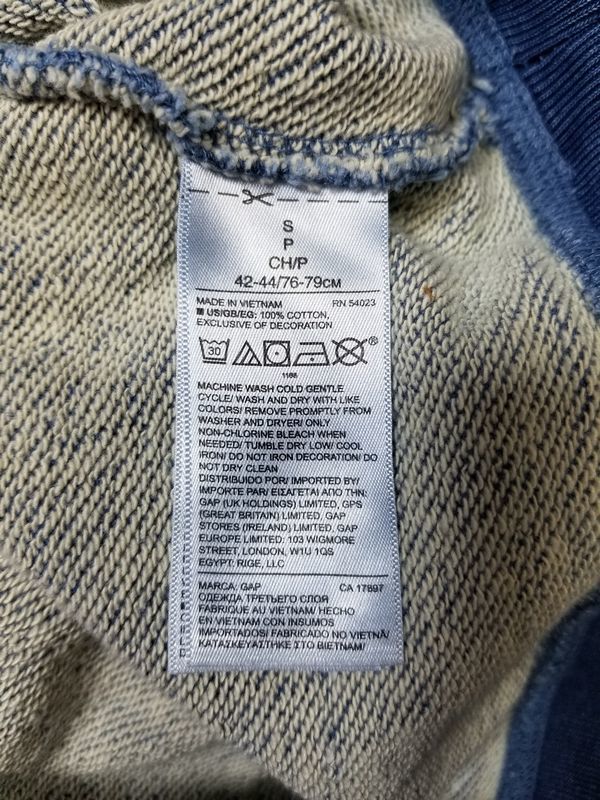 S
P
CH/P
42-44/76-79CM
MADE IN VIETNAM RN 54023
US/GB/EG: 100% COTTON,
EXCLUSIVE OF DECORATION
30
®
1166
MACHINE WASH COLD GENTLE
CYCLE/ WASH AND DRY WITH LIKE
COLORS/ REMOVE PROMPTLY FROM
WASHER AND DRYER/ ONLY
NON-CHLORINE BLEACH WHEN
NEEDED/ TUMBLE DRY LOW/ COOL
IRON/ DO NOT IRON DECORATION/ DO
NOT DRY CLEAN
DISTRIBUIDO POR/ IMPORTED BY/
IMPORTE PAR/ ΕΙΣΑΓΕΤΑΙ ΑΠΟ ΤΗΝ:
GAP (UK HOLDINGS) LIMITED, GPS
(GREAT BRITAIN) LIMITED, GAP
STORES (IRELAND) LIMITED, GAP
EUROPE LIMITED: 103 WIGMORE
STREET, LONDON, W1U 1QS
EGYPT: RIGE, LLC
MARCA: GAP CA 17897
ОДЕЖДА ТРЕТЬЕГО СЛОЯ
FABRIQUE AU VIETNAM/ HECHO
EN VIETNAM CON INSUMOS
IMPORTADOS/ FABRICADO NO VIETNÃ/
ΚΑΤΑΣΚΕΥΑΣΤΗΚΕ ΣΤΟ ΒΙΕΤΝΑΜ/